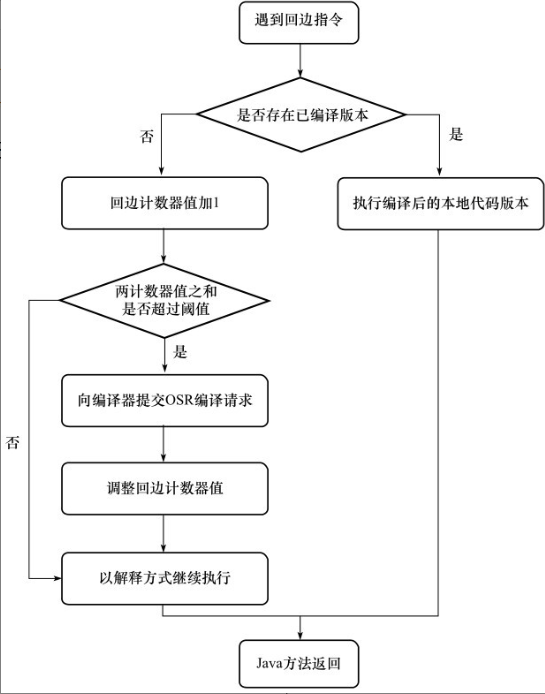 遇到回边指令
是否存在已编译版本
否
是
回边计数器值加1
执行编译后的本地代码版本
两计数器值之和
是否超过阈值
是
向编译器提交OSR编译请求
否
调整回边计数器值
以解释方式继续执行
Java方法返回